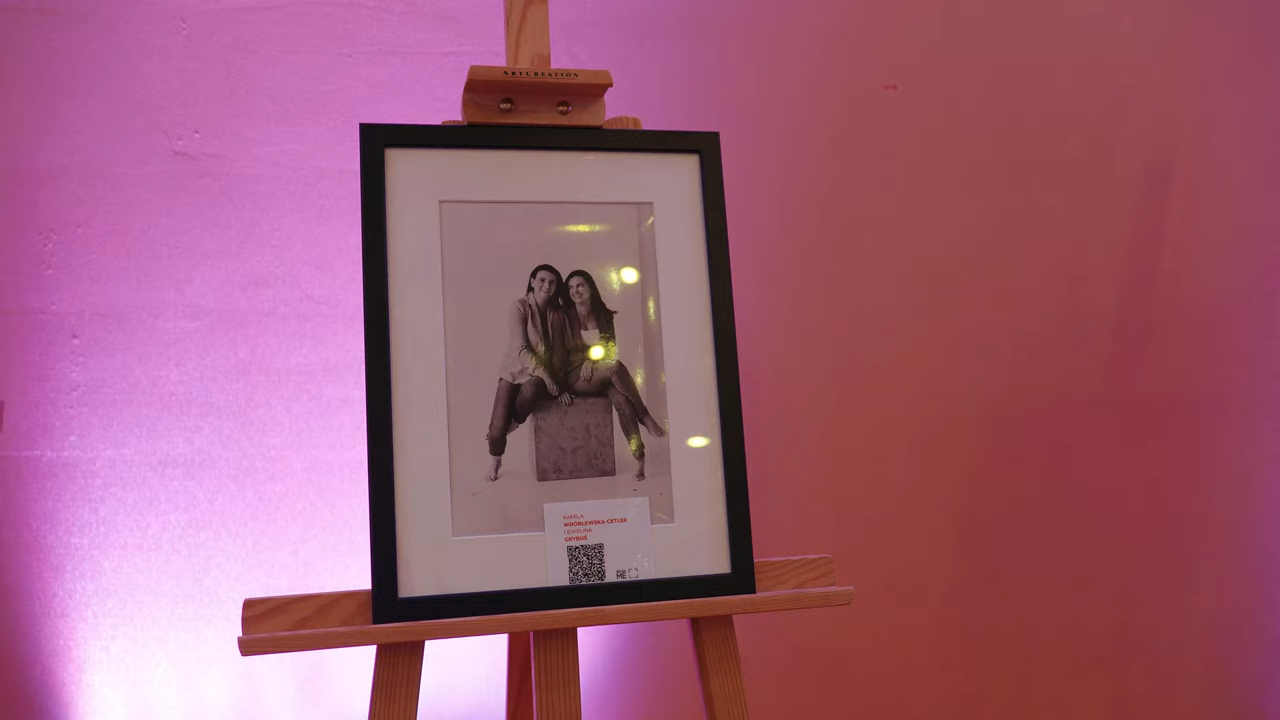 ARTCREATION
KAMILA
WRÓBLEWSKA-CETLER
I EWELINA
GRYBUŚ
ME